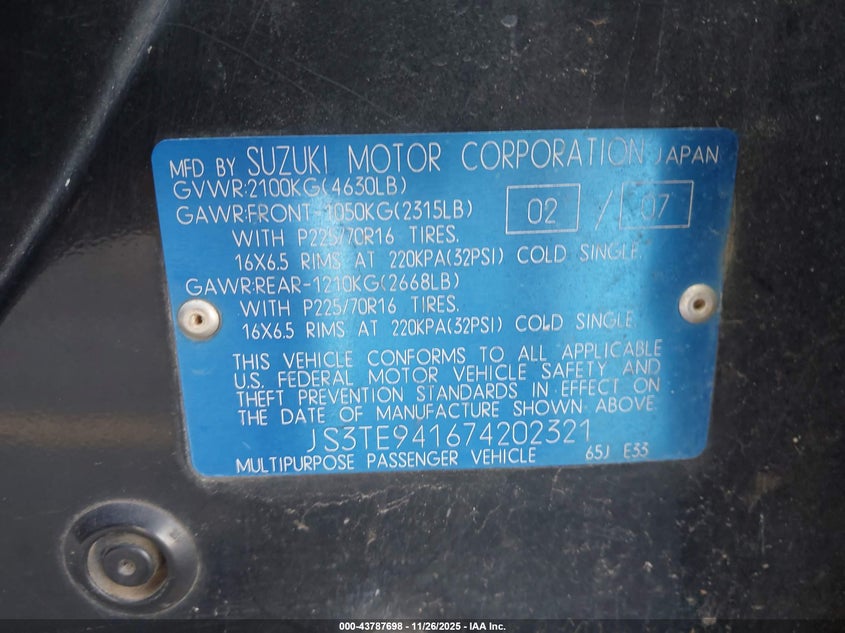 MFD BY SUZUKI MOTOR CORPORATION JAPAN
GVWR:2100KG(4630LB)
GAWR:FRONT-1050KG(2315LB) 02 / 07
WITH P225/70R16 TIRES.
16X6.5 RIMS AT 220KPA(32PSI) COLD SINGLE.
GAWR:REAR-1210KG(2668LB)
WITH P225/70R16 TIRES.
16X6.5 RIMS AT 220KPA(32PSI) COLD SINGLE.
THIS VEHICLE CONFORMS TO ALL APPLICABLE
U.S. FEDERAL MOTOR VEHICLE SAFETY AND
THEFT PREVENTION STANDARDS IN EFFECT ON
THE DATE OF MANUFACTURE SHOWN ABOVE.
JS3TE941674202321
MULTIPURPOSE PASSENGER VEHICLE 65J E33
000-43787698 - 11/26/2025 - IAA Inc.